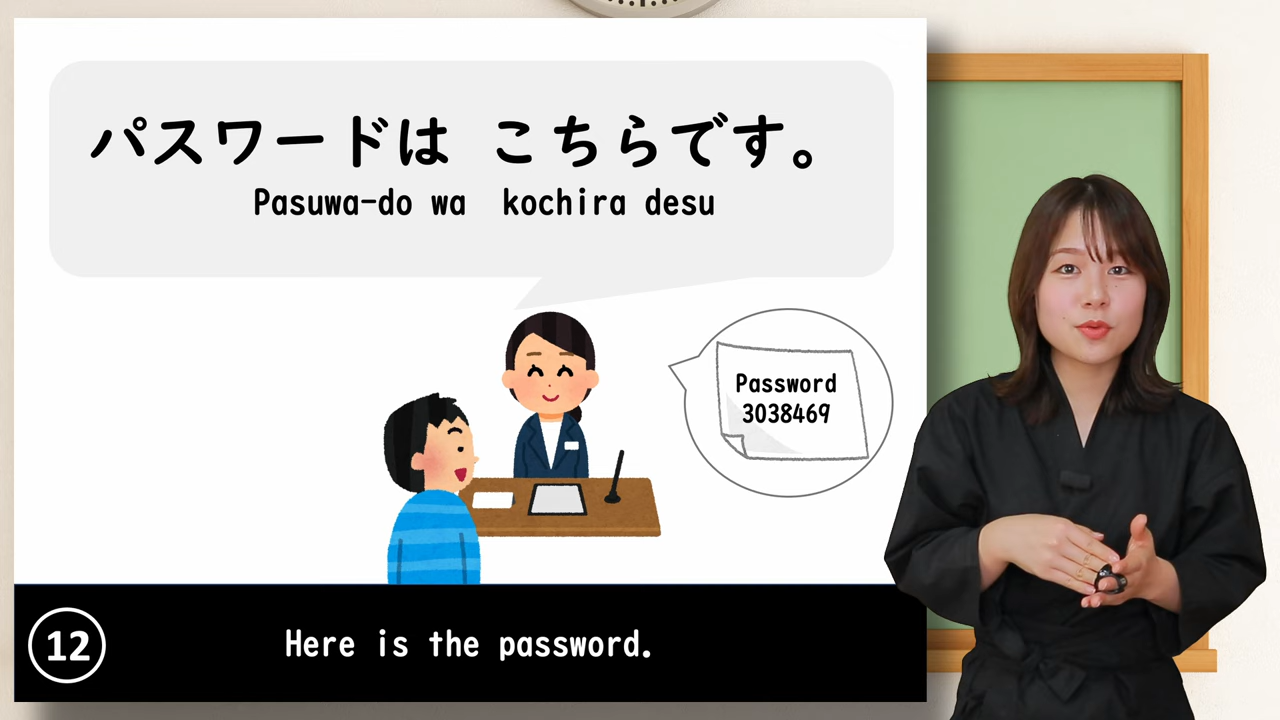 パスワードは こちらです。
Pasuwa-do wa kochira desu
Password
3038469
12 Here is the password.